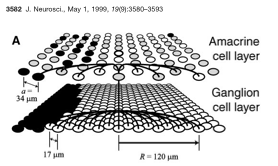 3582 J. Neurosci., May 1, 1999, 19(9):3580–3593
A
Amacrine
cell layer
a =
34 μm
Ganglion
cell layer
17 μm
R = 120 μm